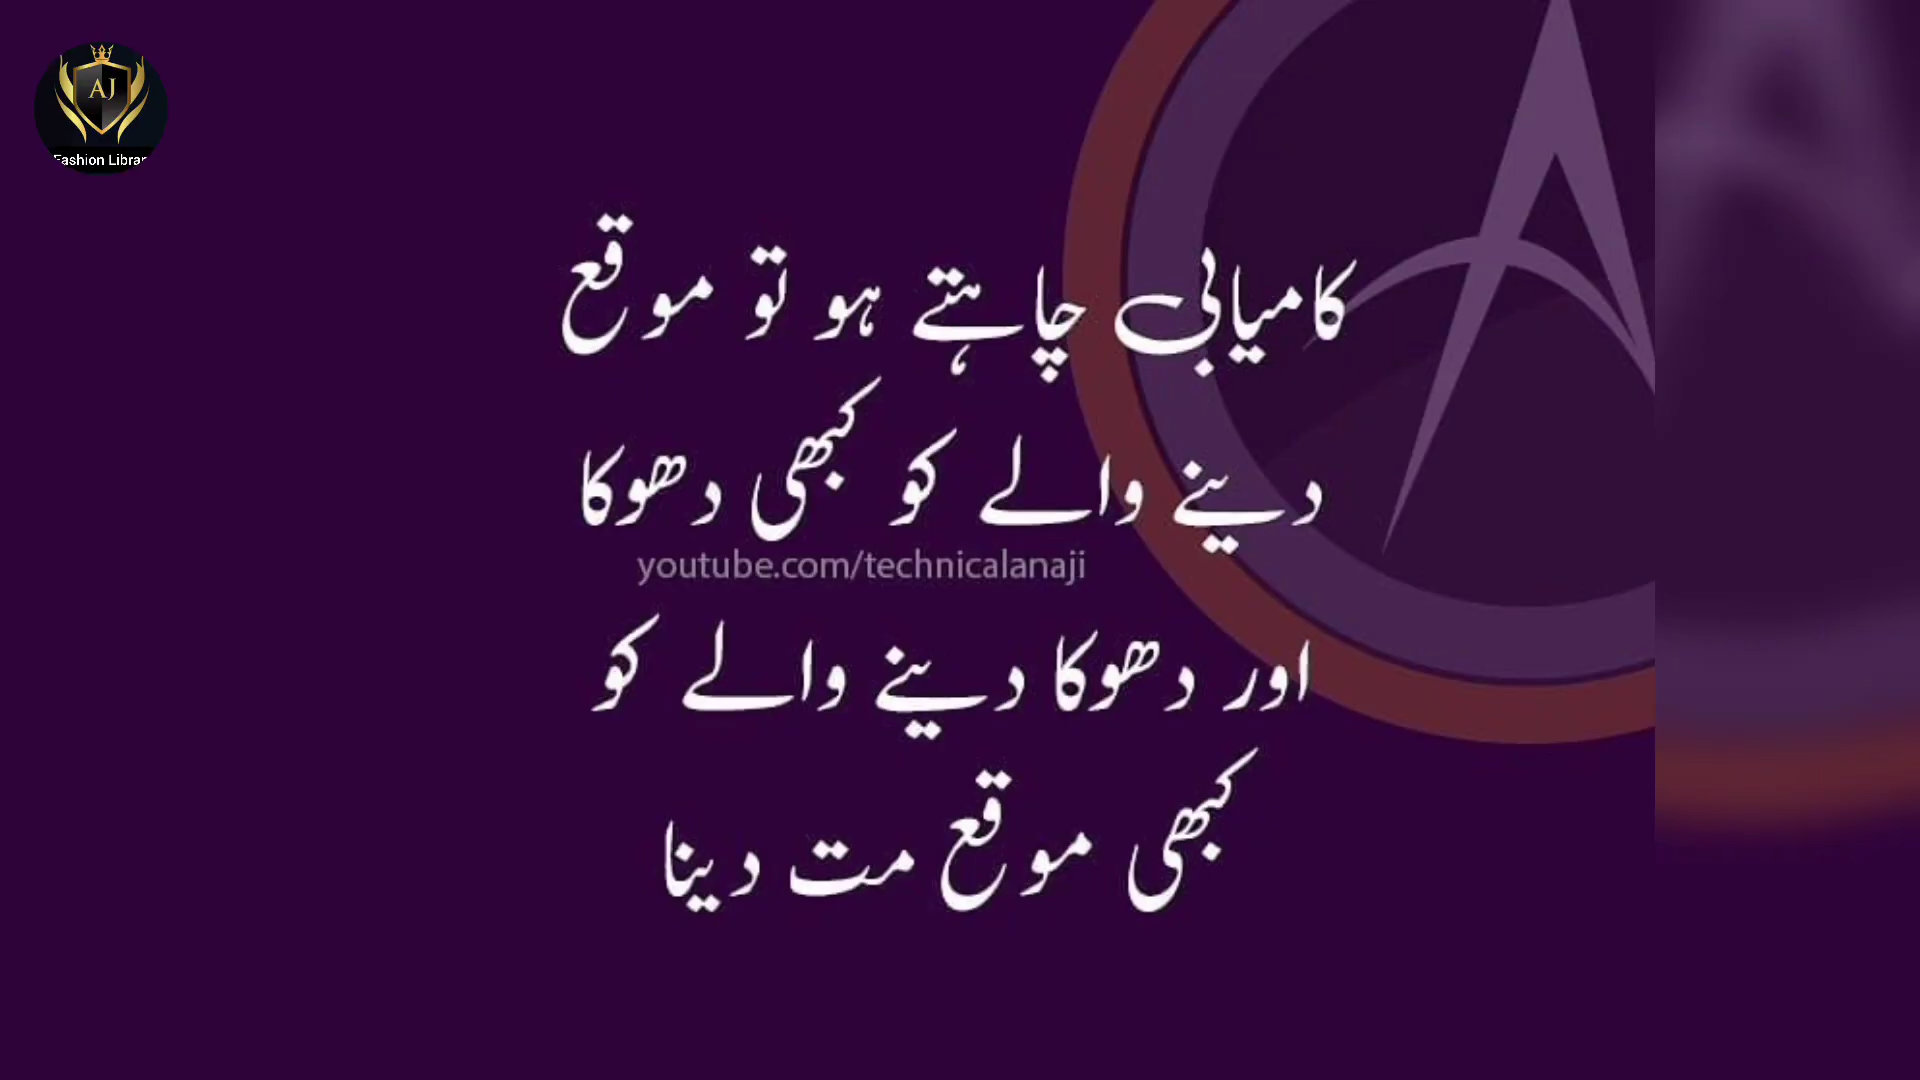 AJ
Fashion Librar
کامیابی چاہتے ہو تو موقع
دینے والے کو کبھی دھوکا
youtube.com/technicalanaji
اور دھوکا دینے والے کو
کبھی موقع مت دینا